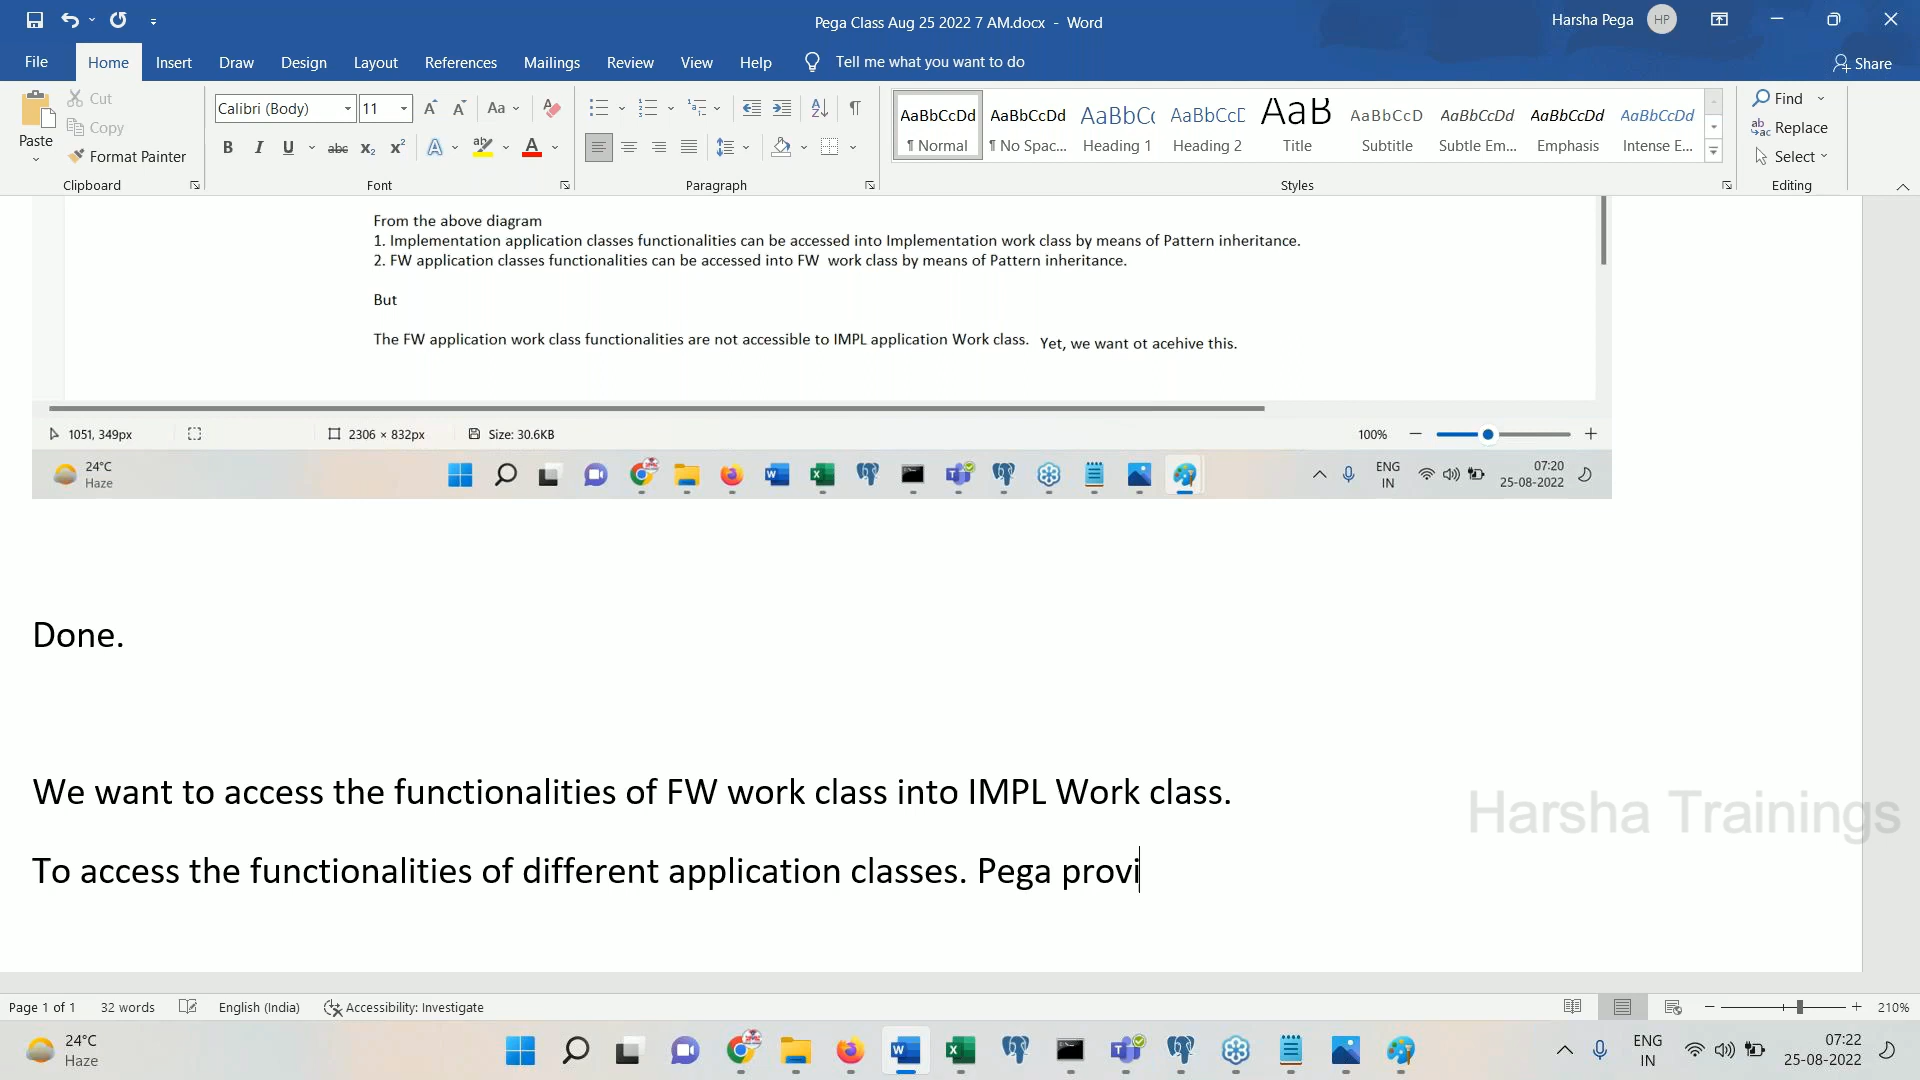 Pega Class Aug 25 2022 7 AM.docx - Word
Harsha Pega
HP
File
Home
Insert
Draw
Design
Layout
References
Mailings
Review
View
Help
Tell me what you want to do
Share
Paste
Cut
Copy
Format Painter
Clipboard
Calibri (Body)
11
Font
Paragraph
AaBbCcDd
¶ Normal
AaBbCcDd
¶ No Spac...
AaBbCc
Heading 1
AaBbCcD
Heading 2
AaB
Title
AaBbCcD
Subtitle
AaBbCcDd
Subtle Em...
AaBbCcDd
Emphasis
AaBbCcDd
Intense E...
Styles
Find
Replace
Select
Editing
From the above diagram
1. Implementation application classes functionalities can be accessed into Implementation work class by means of Pattern inheritance.
2. FW application classes functionalities can be accessed into FW work class by means of Pattern inheritance.
But
The FW application work class functionalities are not accessible to IMPL application Work class. Yet, we want ot acehive this.
1051, 349px
2306 × 832px
Size: 30.6KB
100%
24°C
Haze
ENG
IN
07:20
25-08-2022
Done.
We want to access the functionalities of FW work class into IMPL Work class.
Harsha Trainings
To access the functionalities of different application classes. Pega provi
Page 1 of 1
32 words
English (India)
Accessibility: Investigate
210%
24°C
Haze
ENG
IN
07:22
25-08-2022